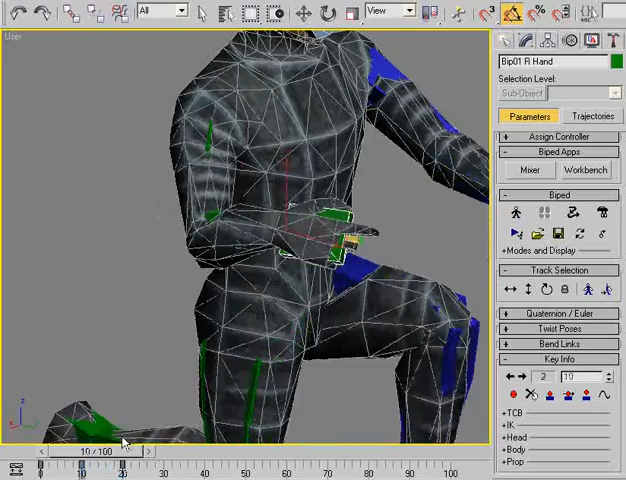 All
View
3
%
User
z
x
Bip01 R Hand
Selection Level:
Sub-Object
Parameters
Trajectories
+ Assign Controller
- Biped Apps
Mixer
Workbench
- Biped
+Modes and Display
- Track Selection
+ Quaternion / Euler
+ Twist Poses
+ Bend Links
- Key Info
2
10
+TCB
+IK
+Head
+Body
+Prop
< 10 / 100 >
0 10 20 30 40 50 60 70 80 90 100